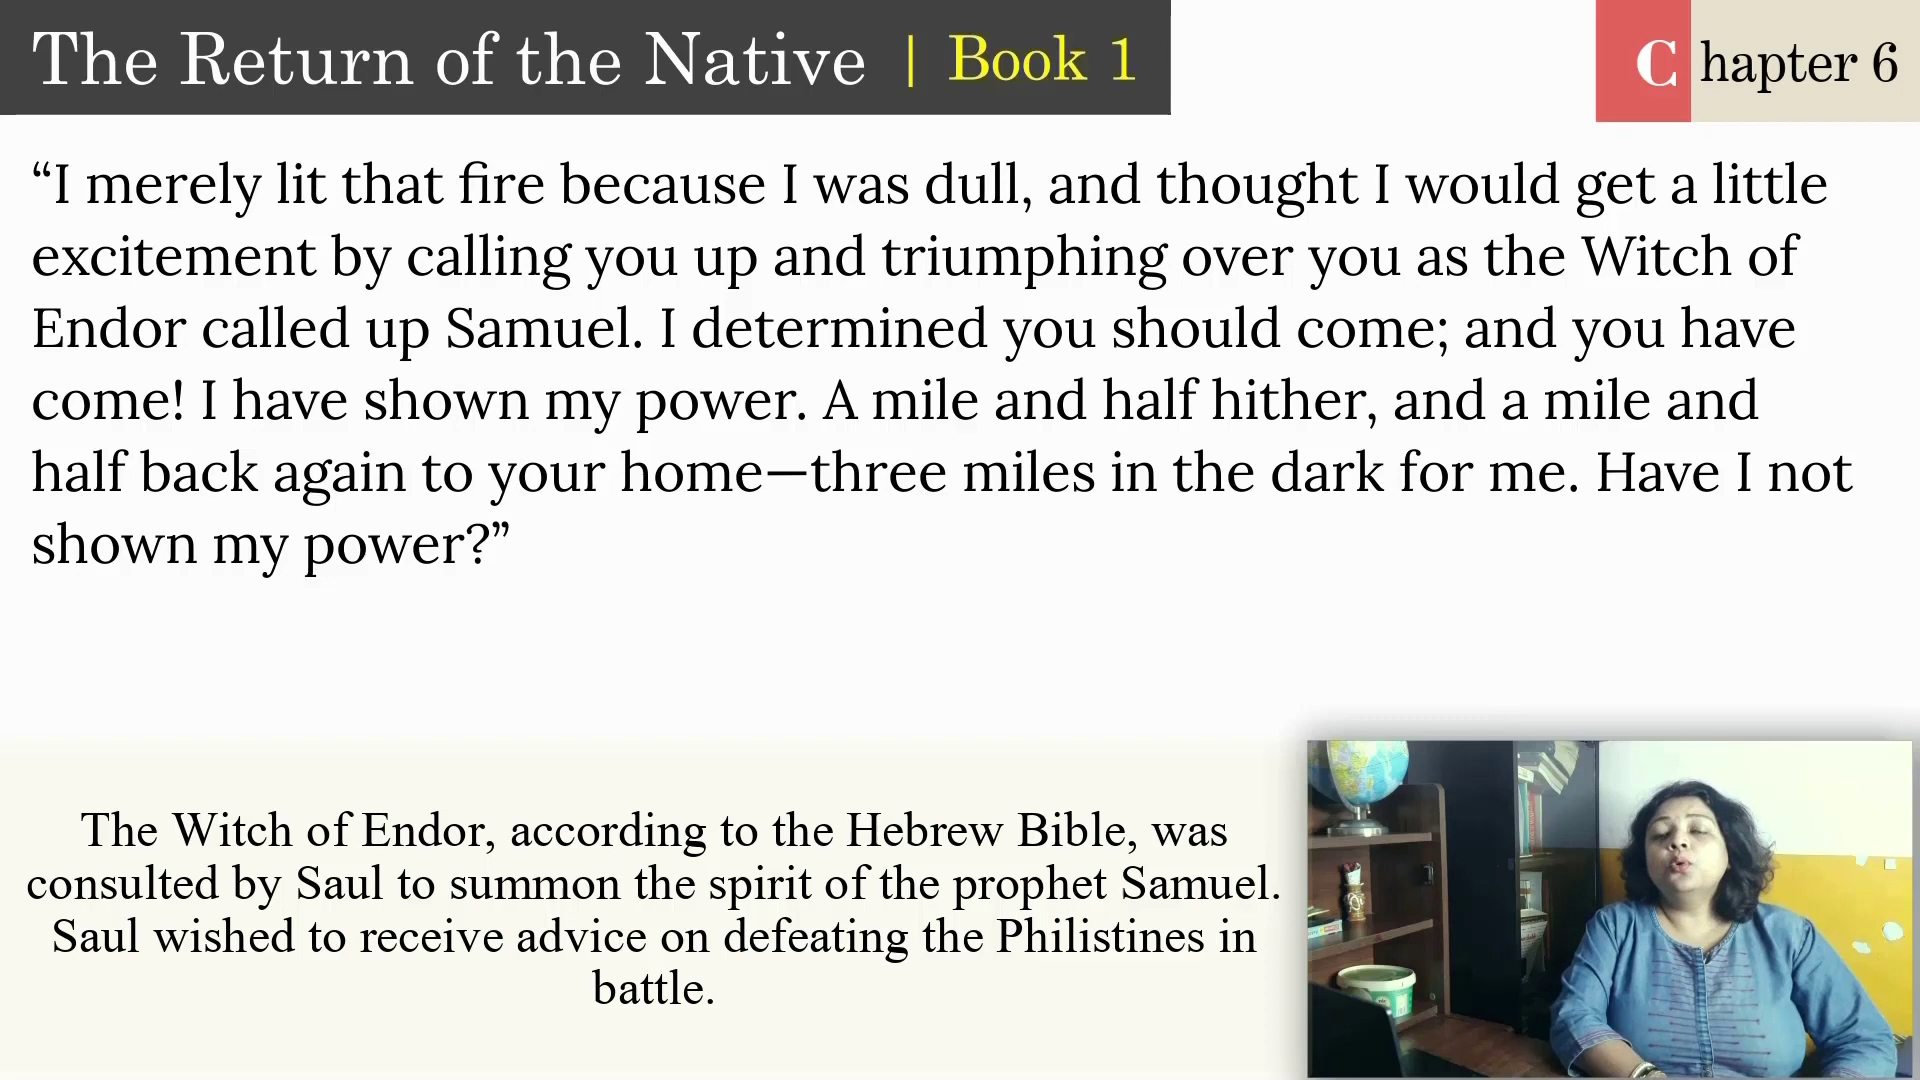 The Return of the Native | Book 1
Chapter 6
“I merely lit that fire because I was dull, and thought I would get a little
excitement by calling you up and triumphing over you as the Witch of
Endor called up Samuel. I determined you should come; and you have
come! I have shown my power. A mile and half hither, and a mile and
half back again to your home—three miles in the dark for me. Have I not
shown my power?”
The Witch of Endor, according to the Hebrew Bible, was
consulted by Saul to summon the spirit of the prophet Samuel.
Saul wished to receive advice on defeating the Philistines in
battle.